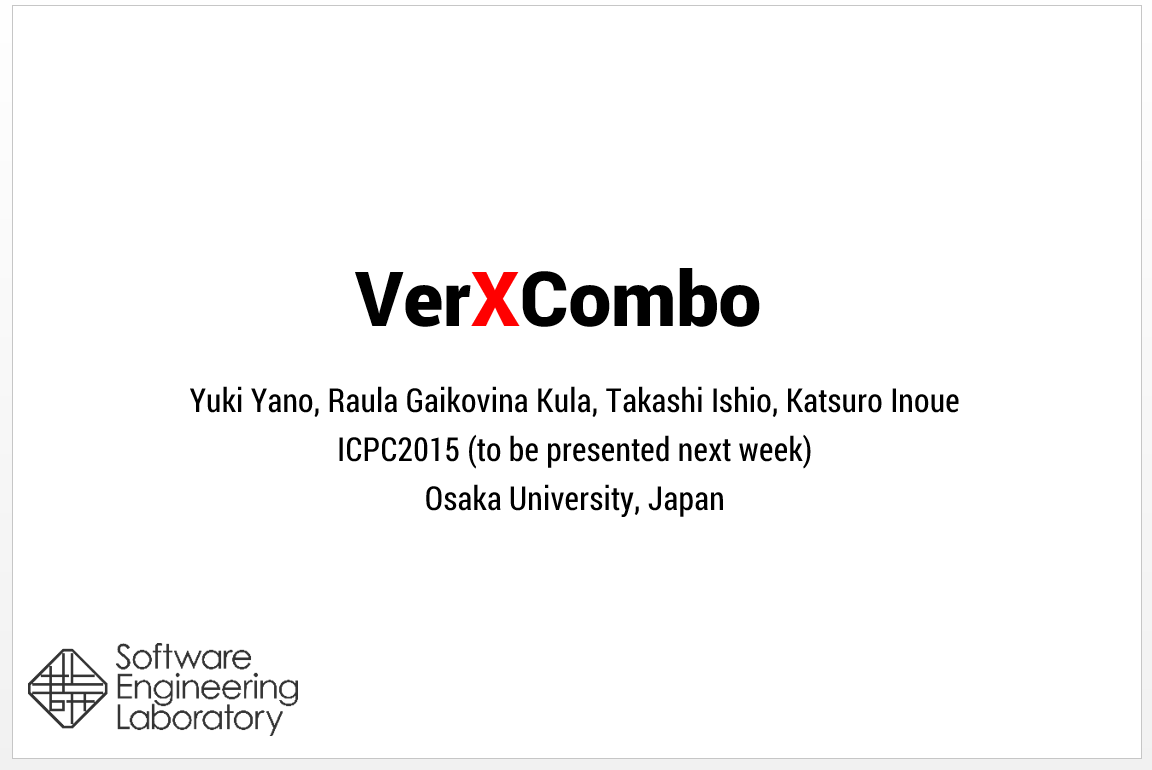 VerXCombo
Yuki Yano, Raula Gaikovina Kula, Takashi Ishio, Katsuro Inoue
ICPC2015 (to be presented next week)
Osaka University, Japan
Software
Engineering
Laboratory